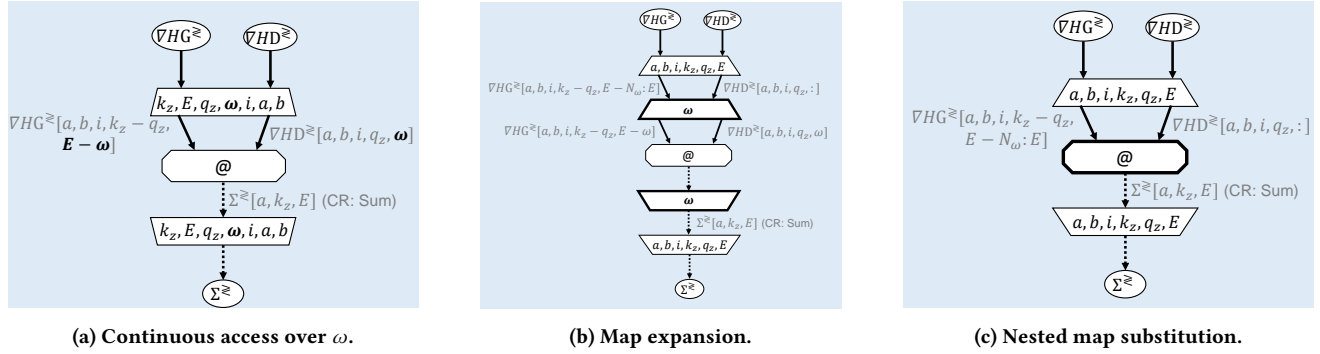 ∇HG≷ ∇HD≷
k_z, E, q_z, ω, i, a, b
∇HG≷[a, b, i, k_z − q_z,
E − ω]
∇HD≷[a, b, i, q_z, ω]
@
Σ≷[a, k_z, E] (CR: Sum)
k_z, E, q_z, ω, i, a, b
Σ≷
(a) Continuous access over ω.
∇HG≷ ∇HD≷
a, b, i, k_z, q_z, E
∇HG≷[a, b, i, k_z − q_z, E − N_ω: E]
∇HD≷[a, b, i, q_z, :]
ω
∇HG≷[a, b, i, k_z − q_z, E − ω]
∇HD≷[a, b, i, q_z, ω]
@
ω
Σ≷[a, k_z, E] (CR: Sum)
a, b, i, k_z, q_z, E
Σ≷
(b) Map expansion.
∇HG≷ ∇HD≷
a, b, i, k_z, q_z, E
∇HG≷[a, b, i, k_z − q_z,
E − N_ω: E]
∇HD≷[a, b, i, q_z, :]
@
Σ≷[a, k_z, E] (CR: Sum)
a, b, i, k_z, q_z, E
Σ≷
(c) Nested map substitution.